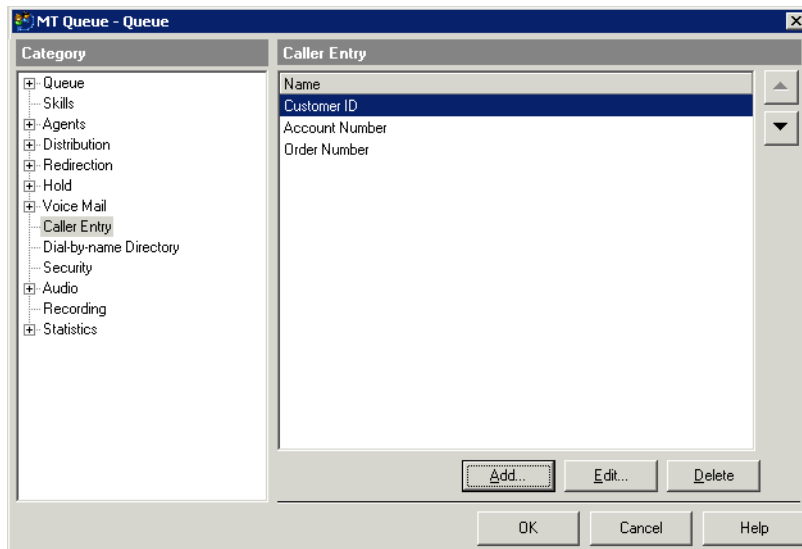 MT Queue - Queue
Category
Queue
Skills
Agents
Distribution
Redirection
Hold
Voice Mail
Caller Entry
Dial-by-name Directory
Security
Audio
Recording
Statistics
Caller Entry
Name
Customer ID
Account Number
Order Number
Add...
Edit...
Delete
OK
Cancel
Help